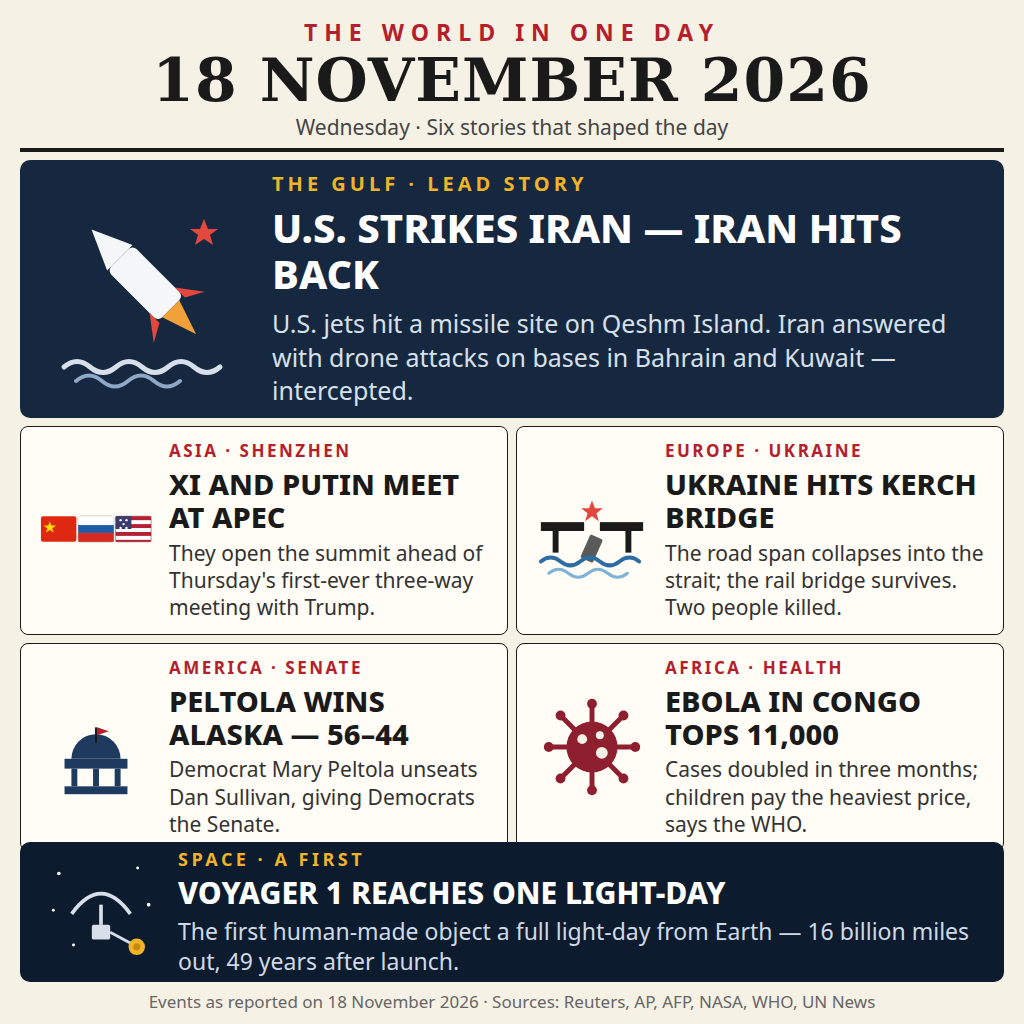 THE WORLD IN ONE DAY
18 NOVEMBER 2026
Wednesday · Six stories that shaped the day
THE GULF · LEAD STORY
U.S. STRIKES IRAN — IRAN HITS
BACK
U.S. jets hit a missile site on Qeshm Island. Iran answered
with drone attacks on bases in Bahrain and Kuwait —
intercepted.
ASIA · SHENZHEN
XI AND PUTIN MEET
AT APEC
They open the summit ahead of
Thursday's first-ever three-way
meeting with Trump.
EUROPE · UKRAINE
UKRAINE HITS KERCH
BRIDGE
The road span collapses into the
strait; the rail bridge survives.
Two people killed.
AMERICA · SENATE
PELTOLA WINS
ALASKA — 56–44
Democrat Mary Peltola unseats
Dan Sullivan, giving Democrats
the Senate.
AFRICA · HEALTH
EBOLA IN CONGO
TOPS 11,000
Cases doubled in three months;
children pay the heaviest price,
says the WHO.
SPACE · A FIRST
VOYAGER 1 REACHES ONE LIGHT-DAY
The first human-made object a full light-day from Earth — 16 billion miles
out, 49 years after launch.
Events as reported on 18 November 2026 · Sources: Reuters, AP, AFP, NASA, WHO, UN News